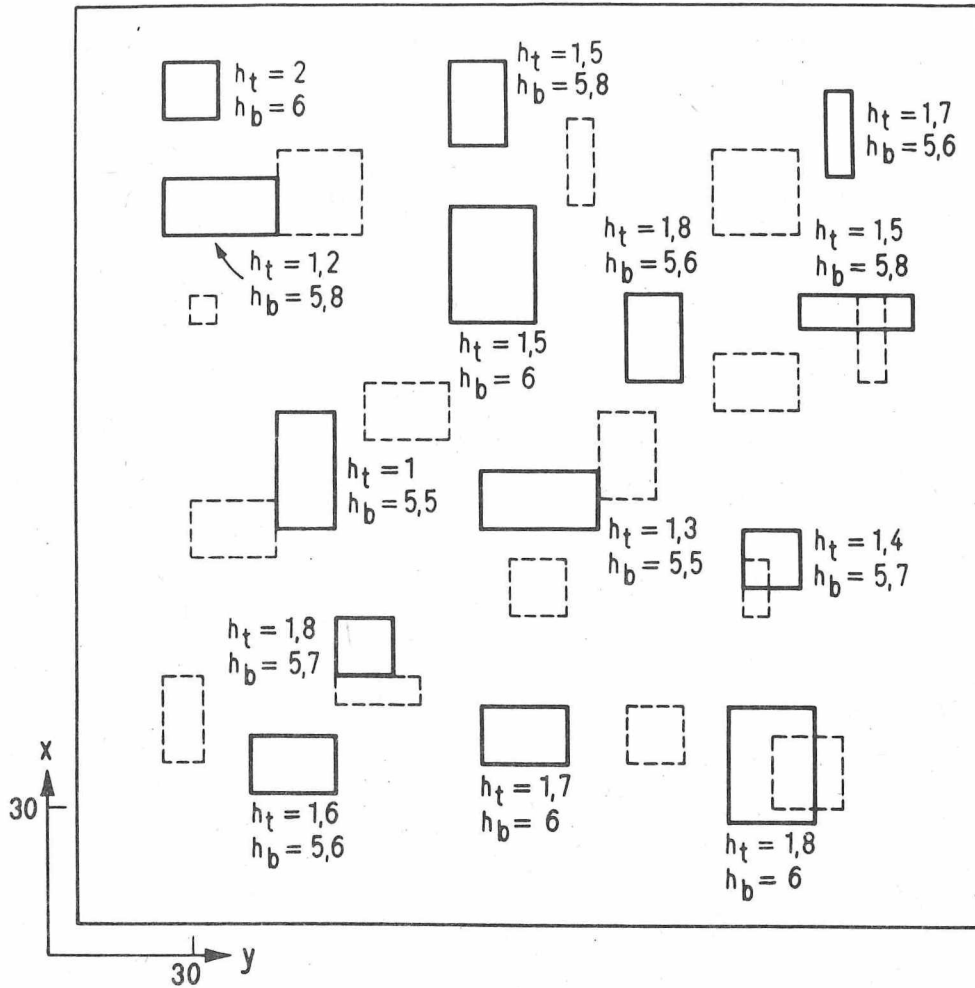 h_t = 2
h_b = 6
h_t = 1,5
h_b = 5,8
h_t = 1,7
h_b = 5,6
h_t = 1,2
h_b = 5,8
h_t = 1,8
h_b = 5,6
h_t = 1,5
h_b = 5,8
h_t = 1,5
h_b = 6
h_t = 1
h_b = 5,5
h_t = 1,3
h_b = 5,5
h_t = 1,4
h_b = 5,7
h_t = 1,8
h_b = 5,7
h_t = 1,6
h_b = 5,6
h_t = 1,7
h_b = 6
h_t = 1,8
h_b = 6
x
30
y
30